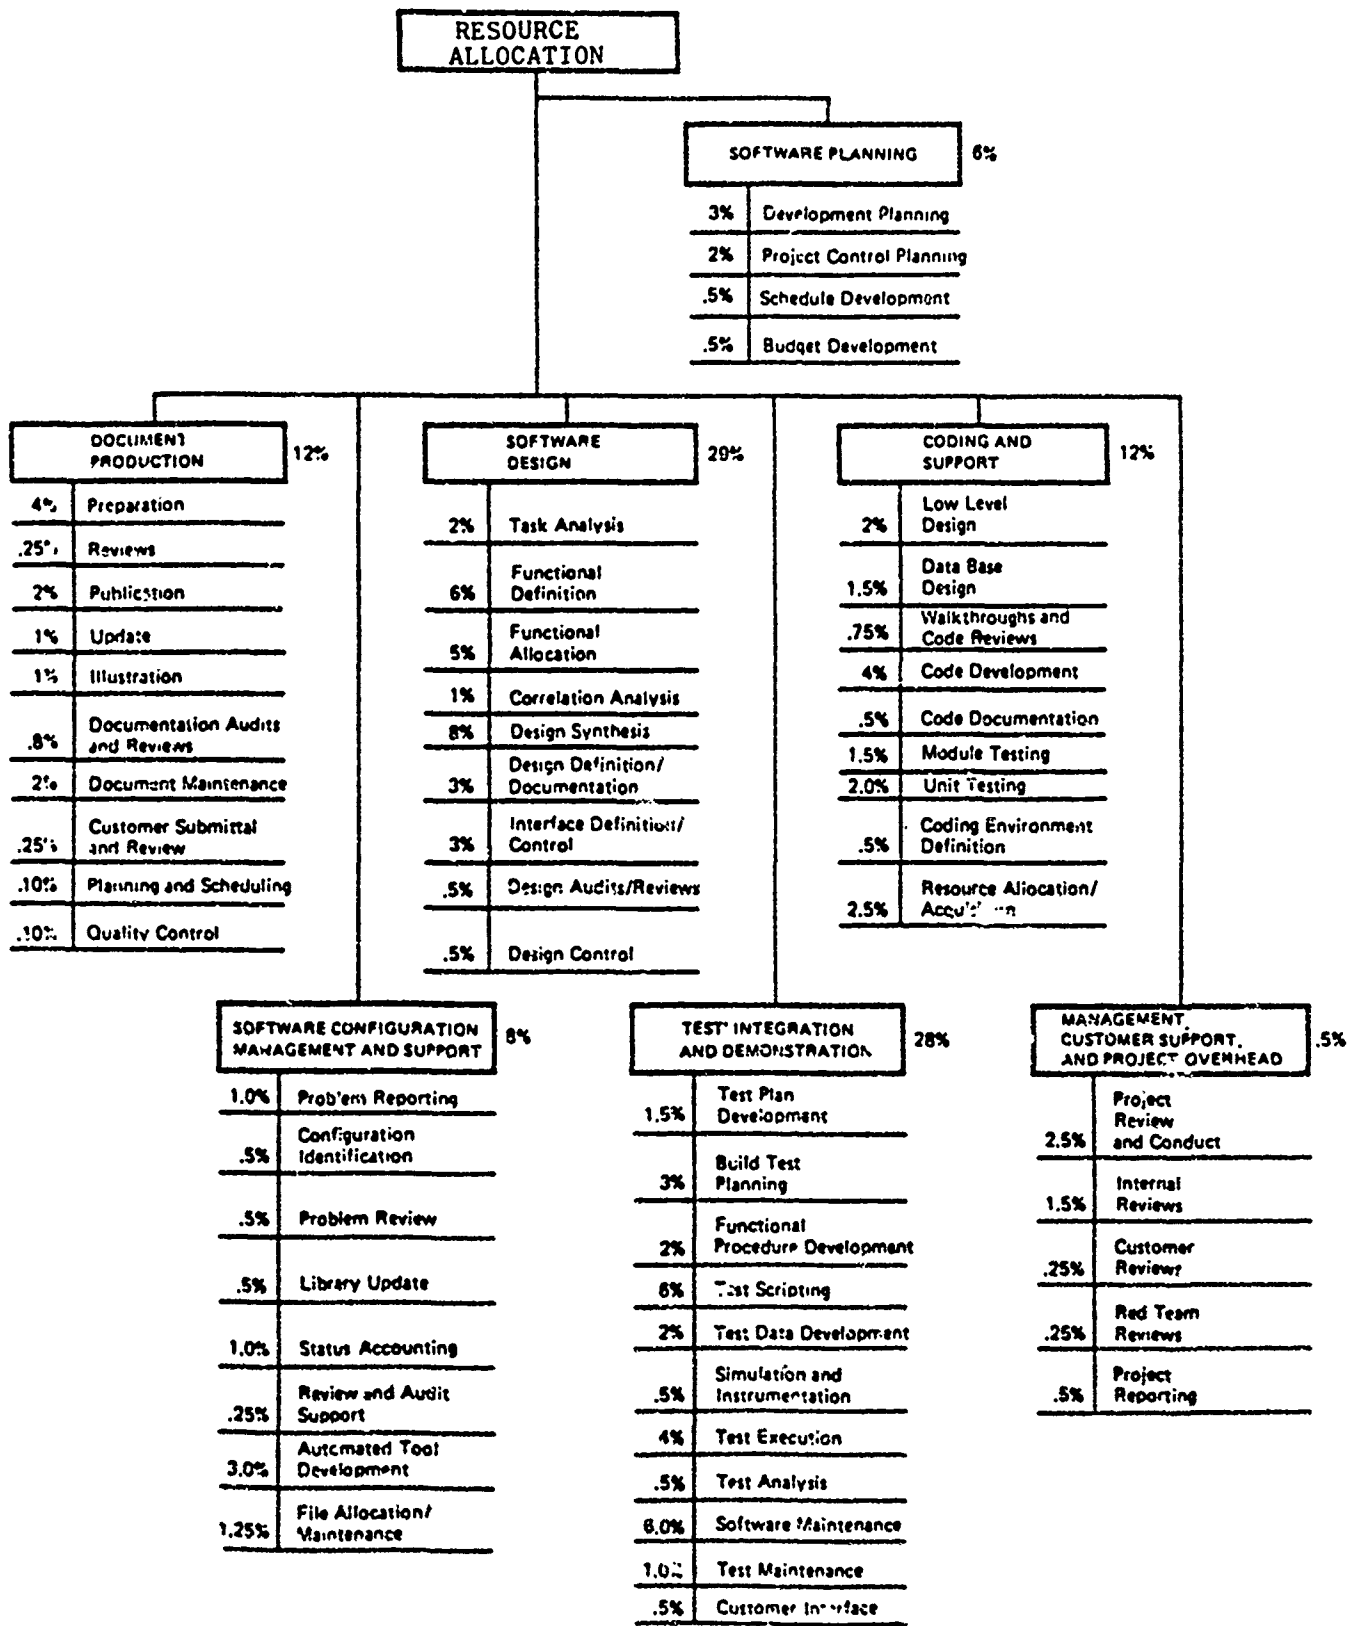 RESOURCE
ALLOCATION
SOFTWARE PLANNING 6%
3% Development Planning
2% Project Control Planning
.5% Schedule Development
.5% Budget Development
DOCUMENT
PRODUCTION 12%
4% Preparation
.25% Reviews
2% Publication
1% Update
1% Illustration
Documentation Audits
.8% and Reviews
2% Document Maintenance
Customer Submittal
.25% and Review
.10% Planning and Scheduling
.10% Quality Control
SOFTWARE
DESIGN 29%
2% Task Analysis
Functional
6% Definition
Functional
5% Allocation
1% Correlation Analysis
8% Design Synthesis
Design Definition/
3% Documentation
Interface Definition/
3% Control
.5% Design Audits/Reviews
.5% Design Control
CODING AND
SUPPORT 12%
Low Level
2% Design
Data Base
1.5% Design
Walkthroughs and
.75% Code Reviews
4% Code Development
.5% Code Documentation
1.5% Module Testing
2.0% Unit Testing
Coding Environment
.5% Definition
Resource Allocation/
2.5%
SOFTWARE CONFIGURATION
MANAGEMENT AND SUPPORT 8%
1.0% Problem Reporting
Configuration
.5% Identification
.5% Problem Review
.5% Library Update
1.0% Status Accounting
Review and Audit
.25% Support
Automated Tool
3.0% Development
File Allocation/
1.25% Maintenance
TEST INTEGRATION
AND DEMONSTRATION 28%
Test Plan
1.5% Development
Build Test
3% Planning
Functional
2% Procedure Development
6% Test Scripting
2% Test Data Development
Simulation and
.5% Instrumentation
4% Test Execution
.5% Test Analysis
6.0% Software Maintenance
1.0% Test Maintenance
.5% Customer Interface
MANAGEMENT,
CUSTOMER SUPPORT,
AND PROJECT OVERHEAD .5%
Project
Review
2.5% and Conduct
Internal
1.5% Reviews
Customer
.25% Reviews
Red Team
.25% Reviews
Project
.5% Reporting